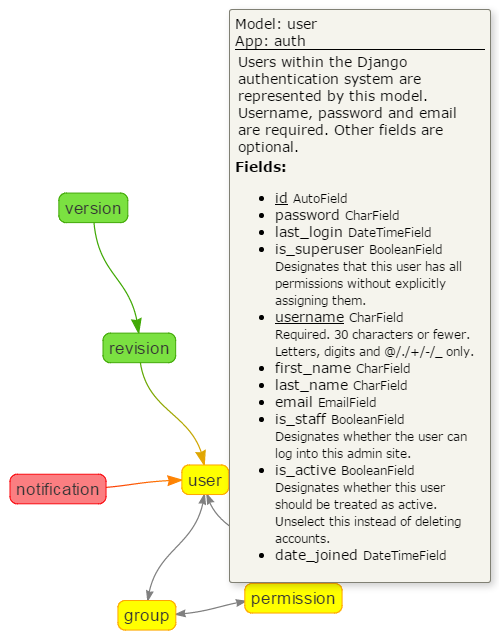 Model: user
App: auth
Users within the Django
authentication system are
represented by this model.
Username, password and email
are required. Other fields are
optional.
Fields:
id AutoField
password CharField
last_login DateTimeField
is_superuser BooleanField
Designates that this user has all
permissions without explicitly
assigning them.
username CharField
Required. 30 characters or fewer.
Letters, digits and @/./+/-/_ only.
first_name CharField
last_name CharField
email EmailField
is_staff BooleanField
Designates whether the user can
log into this admin site.
is_active BooleanField
Designates whether this user
should be treated as active.
Unselect this instead of deleting
accounts.
date_joined DateTimeField
version
revision
notification
user
group
permission